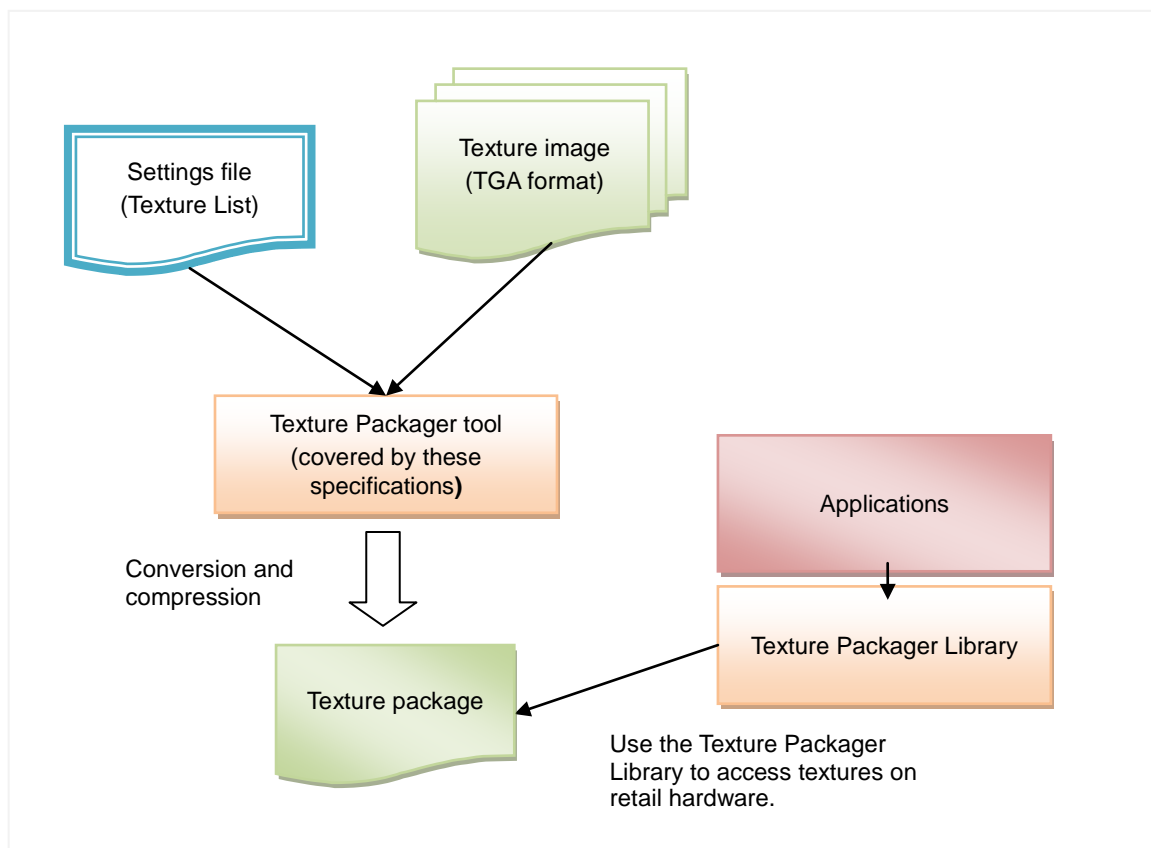 Settings file
(Texture List)
Texture image
(TGA format)
Texture Packager tool
(covered by these
specifications)
Applications
Conversion and
compression
Texture Packager Library
Texture package
Use the Texture Packager
Library to access textures on
retail hardware.